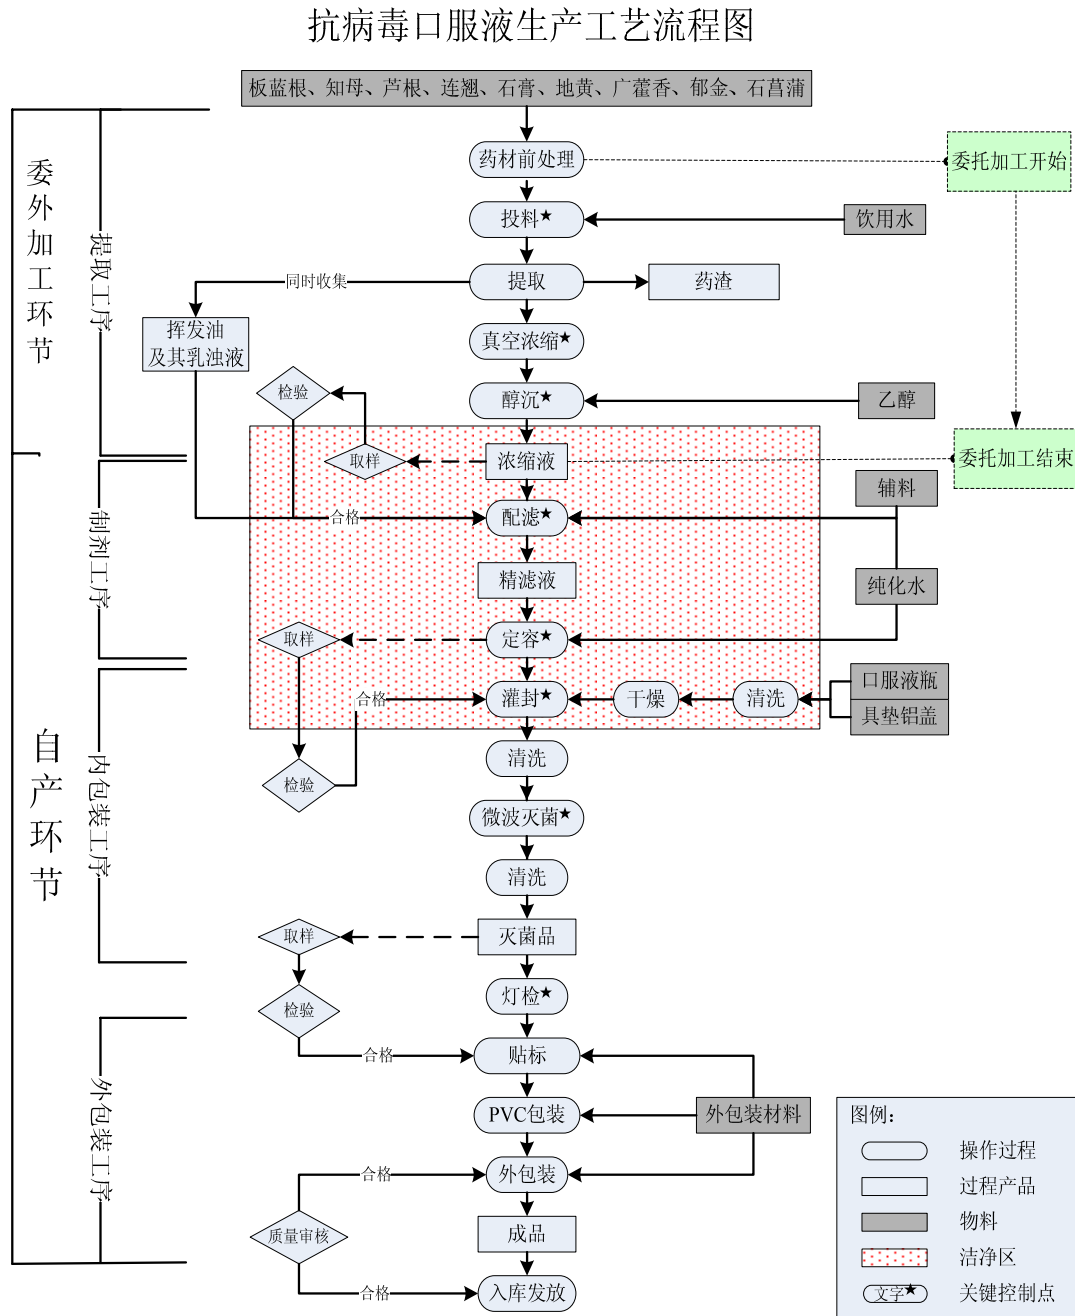 抗病毒口服液生产工艺流程图
板蓝根、知母、芦根、连翘、石膏、地黄、广藿香、郁金、石菖蒲
药材前处理
委托加工开始
投料★
饮用水
同时收集
提取
药渣
挥发油
及其乳浊液
真空浓缩★
检验
醇沉★
乙醇
取样
浓缩液
委托加工结束
辅料
合格
配滤★
精滤液
纯化水
取样
定容★
合格
灌封★
干燥
清洗
口服液瓶
具垫铝盖
检验
清洗
微波灭菌★
清洗
取样
灭菌品
检验
灯检★
合格
贴标
PVC包装
外包装材料
合格
外包装
质量审核
成品
合格
入库发放
委外加工环节
提取工序
制剂工序
自产环节
内包装工序
外包装工序
图例：
操作过程
过程产品
物料
洁净区
文字★
关键控制点